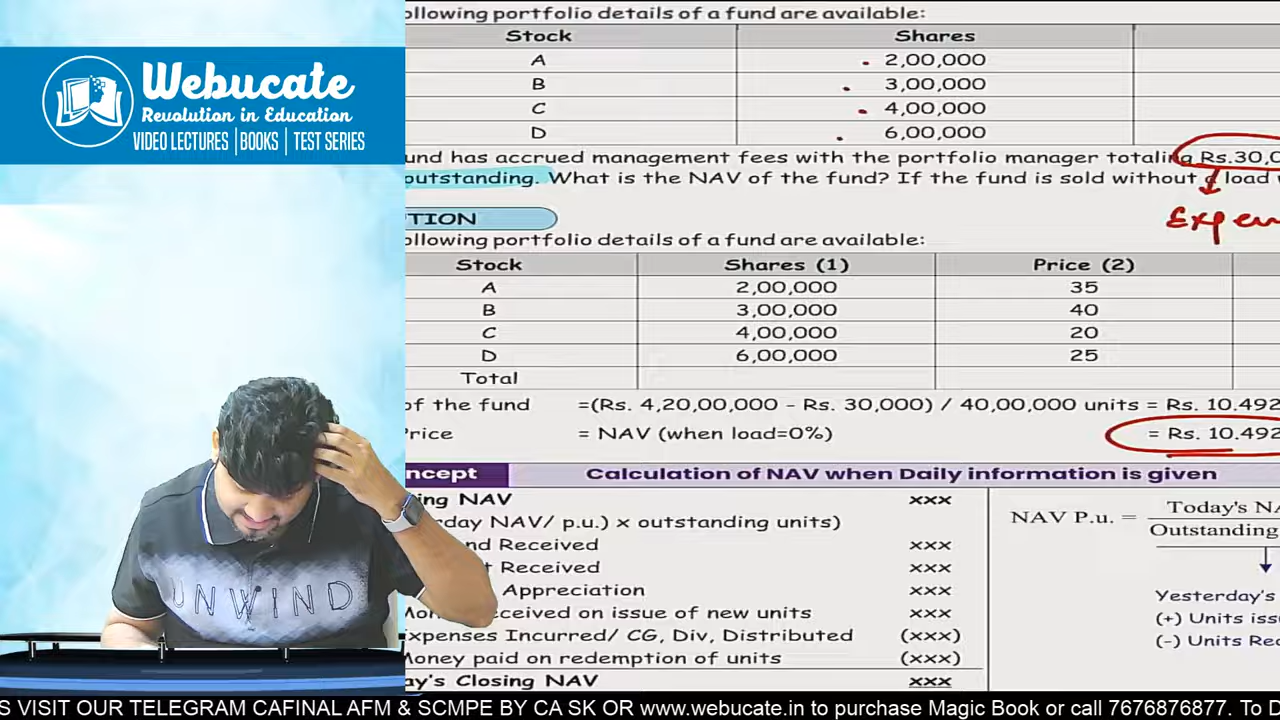 Webucate
Revolution in Education
VIDEO LECTURES | BOOKS | TEST SERIES
ollowing portfolio details of a fund are available:
Stock Shares
A 2,00,000
B 3,00,000
C 4,00,000
D 6,00,000
und has accrued management fees with the portfolio manager totaling Rs.30,0
outstanding. What is the NAV of the fund? If the fund is sold without a load
Expen
TION
ollowing portfolio details of a fund are available:
Stock Shares (1) Price (2)
A 2,00,000 35
B 3,00,000 40
C 4,00,000 20
D 6,00,000 25
Total
of the fund =(Rs. 4,20,00,000 - Rs. 30,000) / 40,00,000 units = Rs. 10.492
Price = NAV (when load=0%) = Rs. 10.492
ncept Calculation of NAV when Daily information is given
ing NAV xxx
rday NAV/ p.u.) x outstanding units)
nd Received xxx
t Received xxx
Appreciation xxx
Mon eceived on issue of new units xxx
xpenses Incurred/ CG, Div, Distributed (xxx)
Money paid on redemption of units (xxx)
ay's Closing NAV xxx
NAV P.u. = Today's NA
Outstanding
Yesterday's
(+) Units issu
(-) Units Red
UNWIND
S VISIT OUR TELEGRAM CAFINAL AFM & SCMPE BY CA SK OR www.webucate.in to purchase Magic Book or call 7676876877. To D